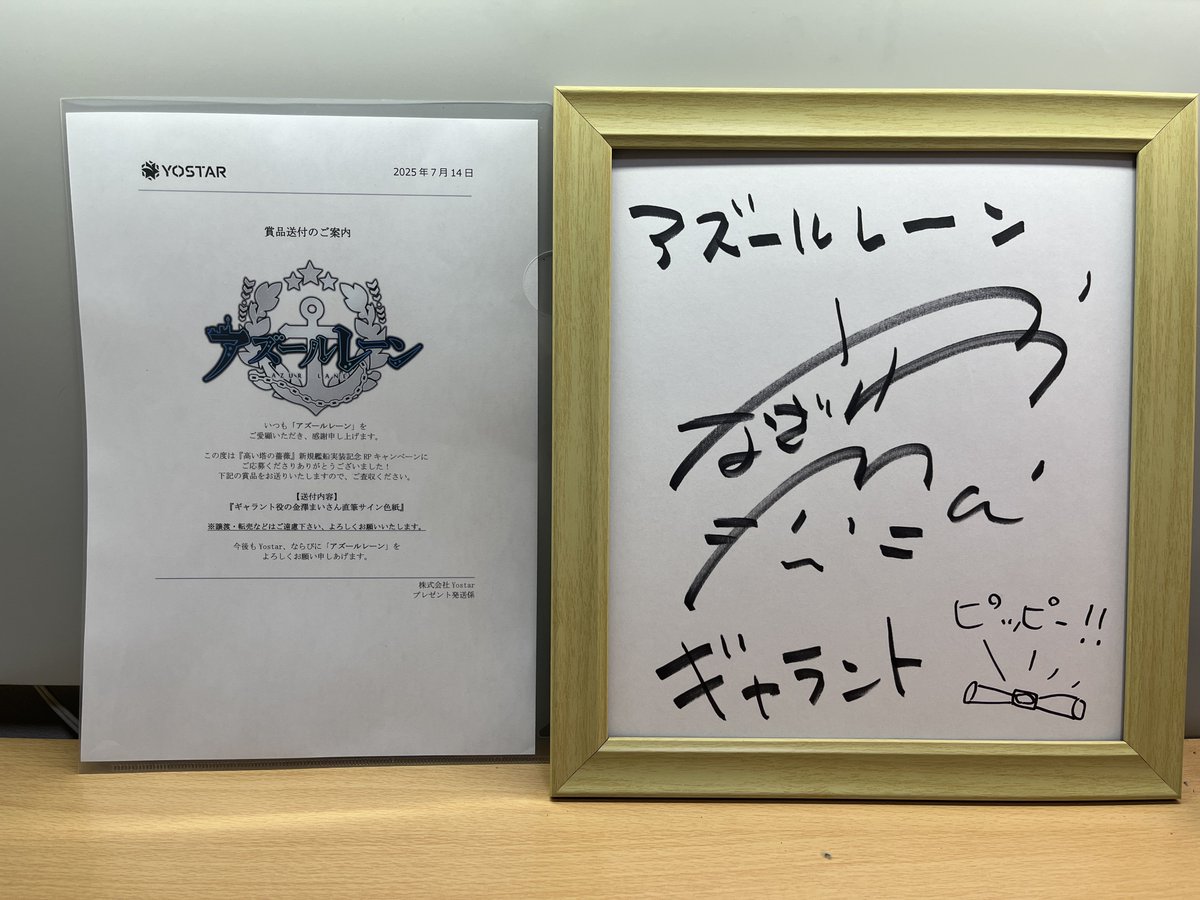 YOSTAR
2025年7月14日
賞品送付のご案内
アズールレーン
AZUR LANE
いつも「アズールレーン」を
ご愛顧いただき、感謝申し上げます。
この度は『高い塔の薔薇』新規艦船実装記念RPキャンペーンに
ご応募くださりありがとうございました！
下記の賞品をお送りいたしますので、ご査収ください。
【送付内容】
『ギャラント役の金澤まいさん直筆サイン色紙』
※譲渡・転売などはご遠慮下さい、よろしくお願いいたします。
今後もYostar、ならびに「アズールレーン」を
よろしくお願い申しあげます。
株式会社Yostar
プレゼント発送係
アズールレーン
ギャラント
ピッピー!!